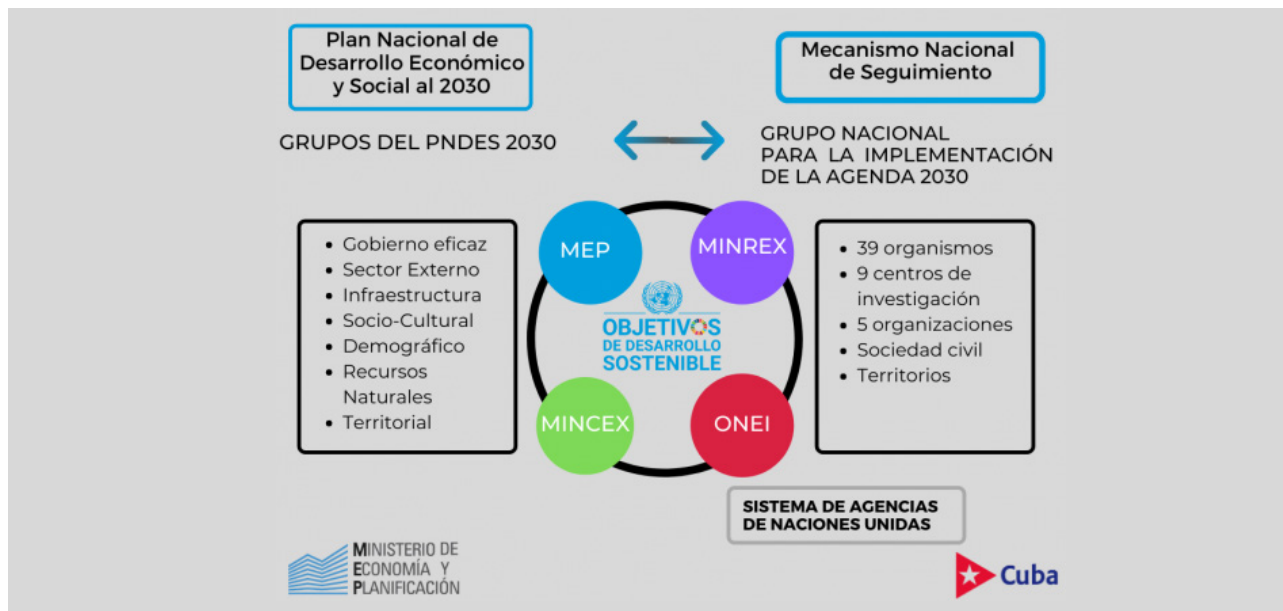 Plan Nacional de
Desarrollo Económico
y Social al 2030
Mecanismo Nacional
de Seguimiento
GRUPOS DEL PNDES 2030
GRUPO NACIONAL
PARA LA IMPLEMENTACIÓN
DE LA AGENDA 2030
• Gobierno eficaz
• Sector Externo
• Infraestructura
• Socio-Cultural
• Demográfico
• Recursos
Naturales
• Territorial
MEP
MINREX
OBJETIVOS
DE DESARROLLO
SOSTENIBLE
MINCEX
ONEI
• 39 organismos
• 9 centros de
investigación
• 5 organizaciones
• Sociedad civil
• Territorios
SISTEMA DE AGENCIAS
DE NACIONES UNIDAS
MINISTERIO DE
ECONOMÍA Y
PLANIFICACIÓN
Cuba